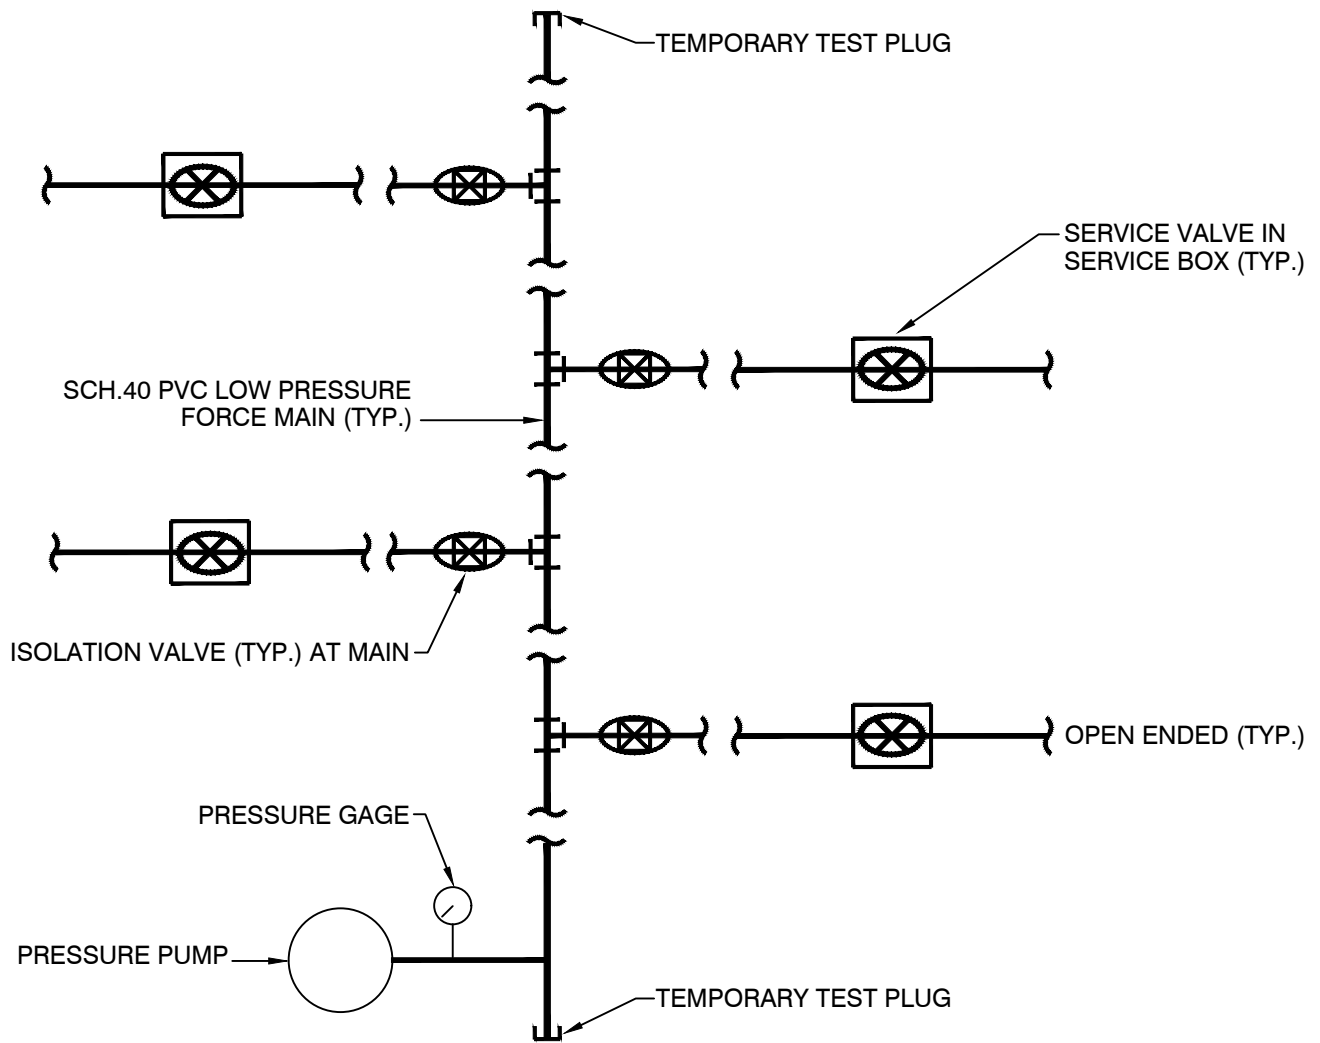 TEMPORARY TEST PLUG
SERVICE VALVE IN
SERVICE BOX (TYP.)
SCH.40 PVC LOW PRESSURE
FORCE MAIN (TYP.)
ISOLATION VALVE (TYP.) AT MAIN
OPEN ENDED (TYP.)
PRESSURE GAGE
PRESSURE PUMP
TEMPORARY TEST PLUG